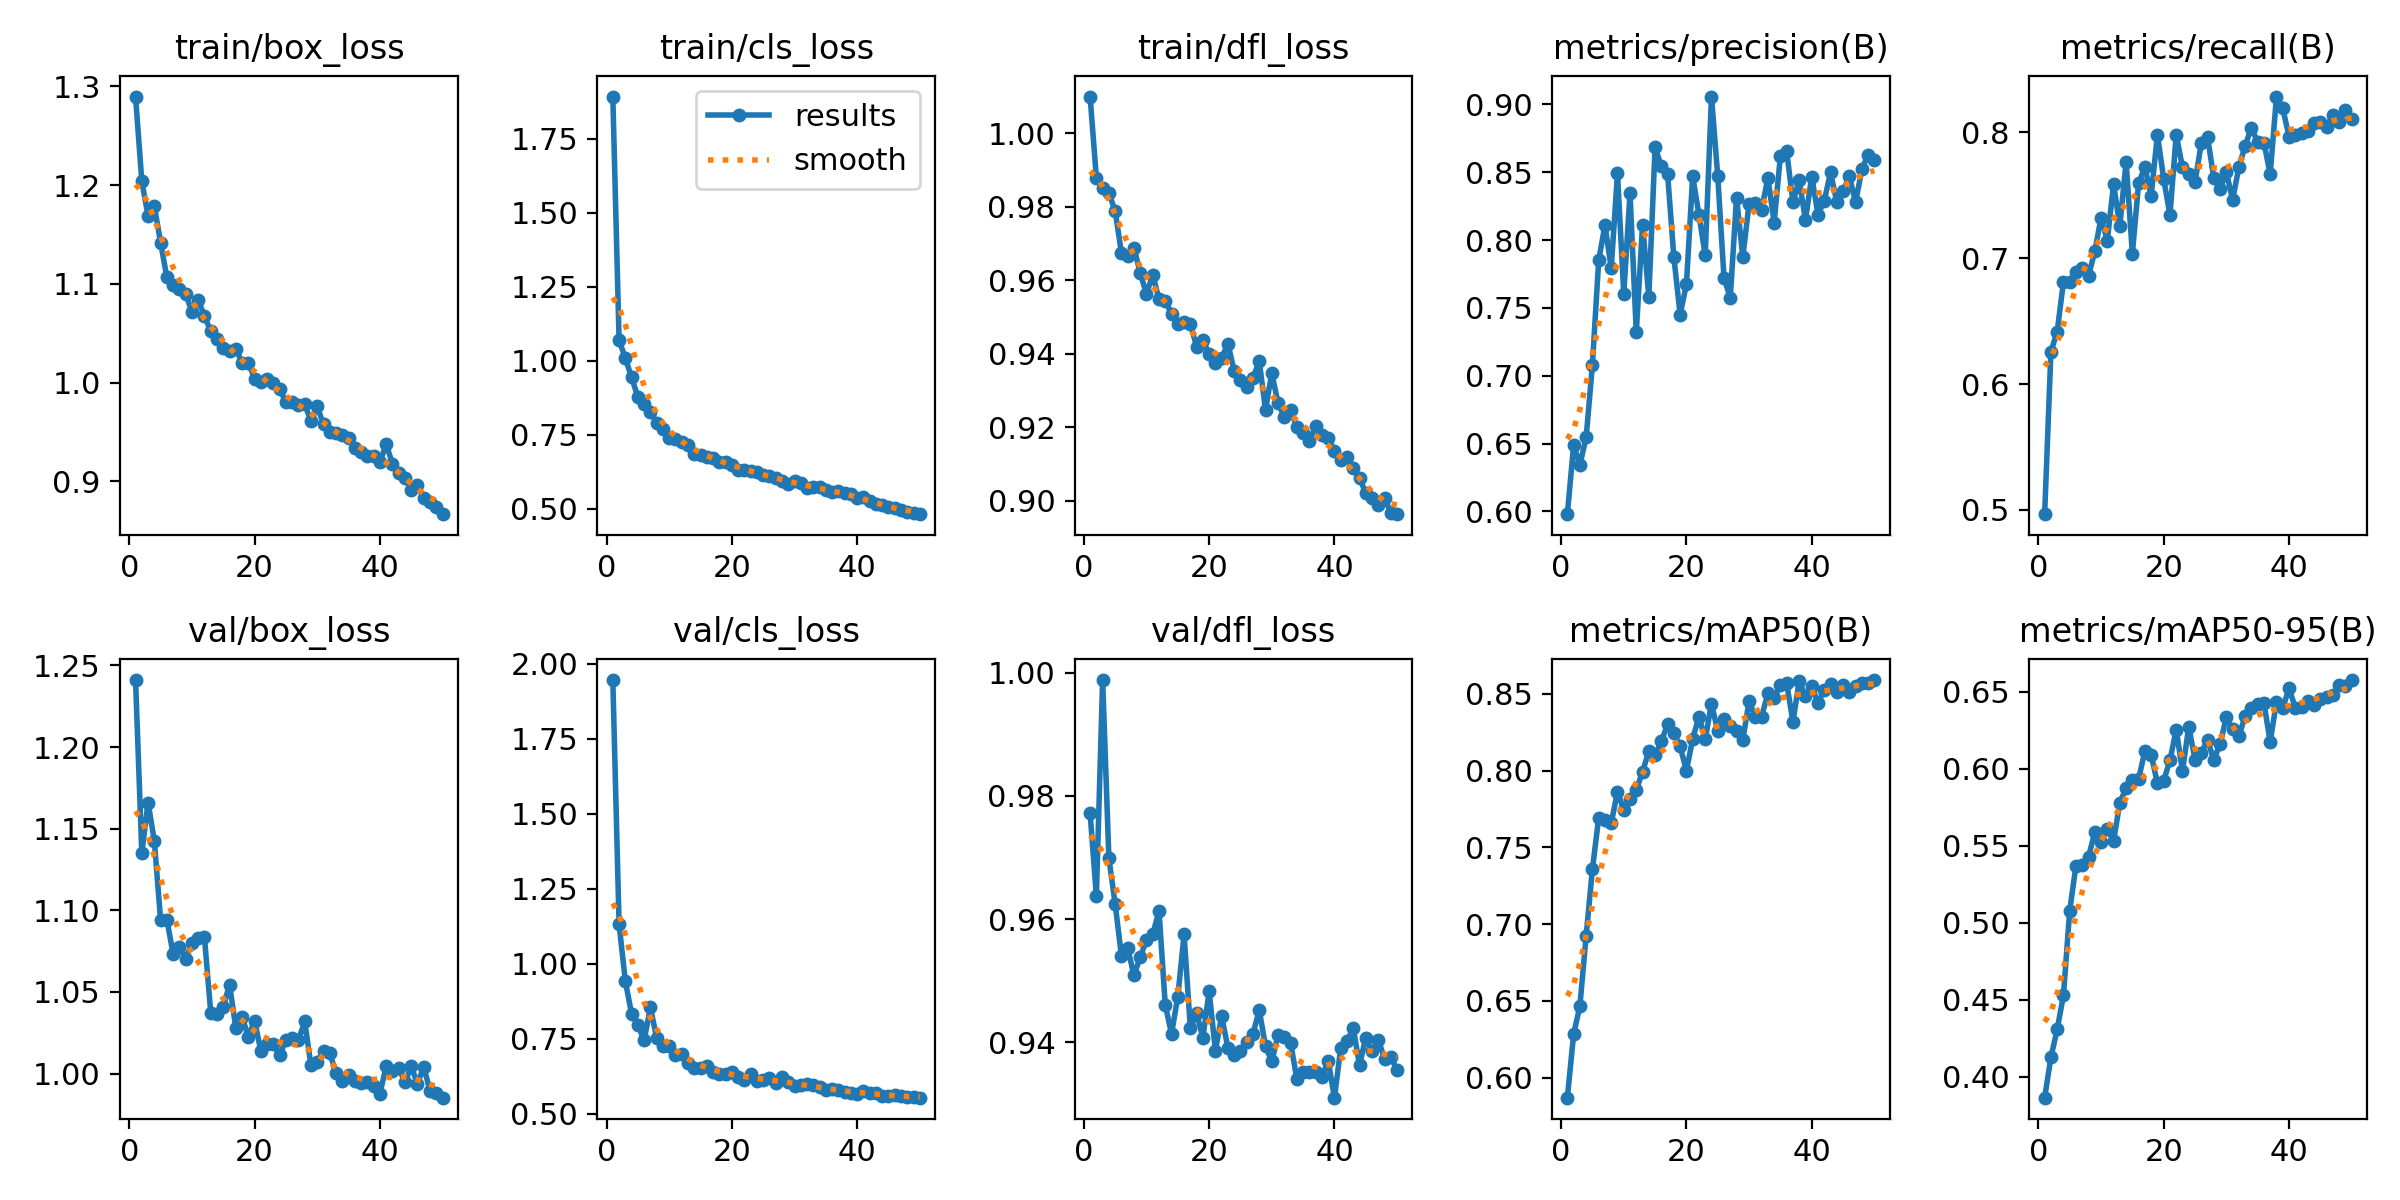 train/box_loss
1.3
1.2
1.1
1.0
0.9
0 20 40
train/cls_loss
results
smooth
1.75
1.50
1.25
1.00
0.75
0.50
0 20 40
train/dfl_loss
1.00
0.98
0.96
0.94
0.92
0.90
0 20 40
metrics/precision(B)
0.90
0.85
0.80
0.75
0.70
0.65
0.60
0 20 40
metrics/recall(B)
0.8
0.7
0.6
0.5
0 20 40
val/box_loss
1.25
1.20
1.15
1.10
1.05
1.00
0 20 40
val/cls_loss
2.00
1.75
1.50
1.25
1.00
0.75
0.50
0 20 40
val/dfl_loss
1.00
0.98
0.96
0.94
0 20 40
metrics/mAP50(B)
0.85
0.80
0.75
0.70
0.65
0.60
0 20 40
metrics/mAP50-95(B)
0.65
0.60
0.55
0.50
0.45
0.40
0 20 40